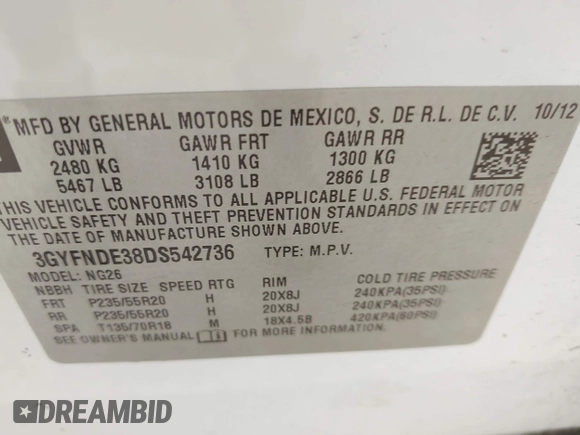 MFD BY GENERAL MOTORS DE MEXICO, S. DE R.L. DE C.V. 10/12
GVWR GAWR FRT GAWR RR
2480 KG 1410 KG 1300 KG
5467 LB 3108 LB 2866 LB
THIS VEHICLE CONFORMS TO ALL APPLICABLE U.S. FEDERAL MOTOR
VEHICLE SAFETY AND THEFT PREVENTION STANDARDS IN EFFECT ON
THE DATE OF MANUFACTURE SHOWN ABOVE.
3GYFNDE38DS542736 TYPE: M.P.V.
MODEL: NG26
NBBH TIRE SIZE SPEED RTG RIM COLD TIRE PRESSURE
FRT P235/55R20 H 20X8J 240KPA(35PSI)
RR P235/55R20 H 20X8J 240KPA(35PSI)
SPA T135/70R18 M 18X4.5B 420KPA(60PSI)
SEE OWNER'S MANUAL FOR MORE INFORMATION.
DREAMBID